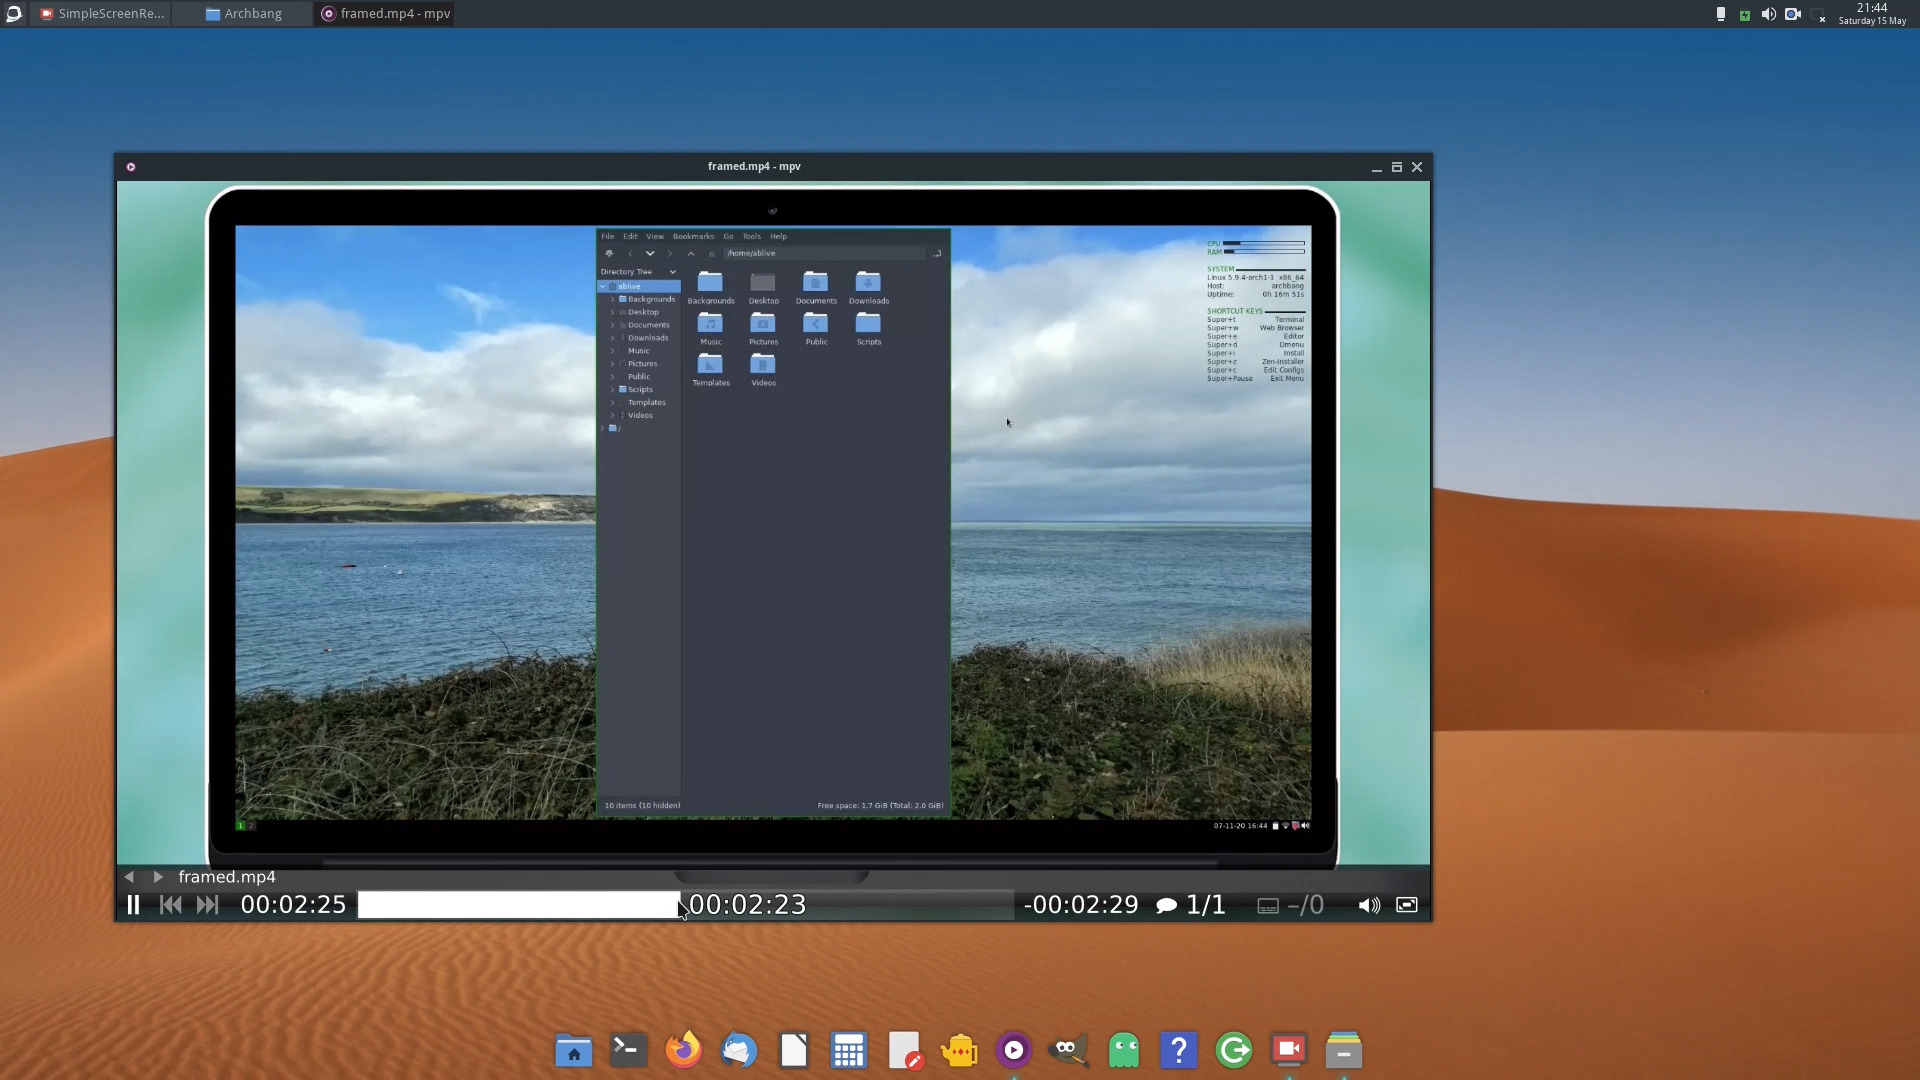 SimpleScreenRe...
Archbang
framed.mp4 - mpv
21:44
Saturday 15 May
framed.mp4 - mpv
File Edit View Bookmarks Go Tools Help
/home/ablive
Directory Tree
ablive
Backgrounds
Desktop
Documents
Downloads
Music
Pictures
Public
Scripts
Templates
Videos
/
Backgrounds Desktop Documents Downloads
Music Pictures Public Scripts
Templates Videos
10 items (10 hidden)
Free space: 1.7 GiB (Total: 2.0 GiB)
CPU
RAM
SYSTEM
Linux 5.9.4-arch1-1 x86_64
Host: archbang
Uptime: 0h 16m 51s
SHORTCUT KEYS
Super+t Terminal
Super+w Web Browser
Super+e Editor
Super+d Dmenu
Super+i Install
Super+z Zen-Installer
Super+c Edit Configs
Super+Pause Exit Menu
1 2
07-11-20 16:44
framed.mp4
00:02:25
00:02:23
-00:02:29
1/1
–/0